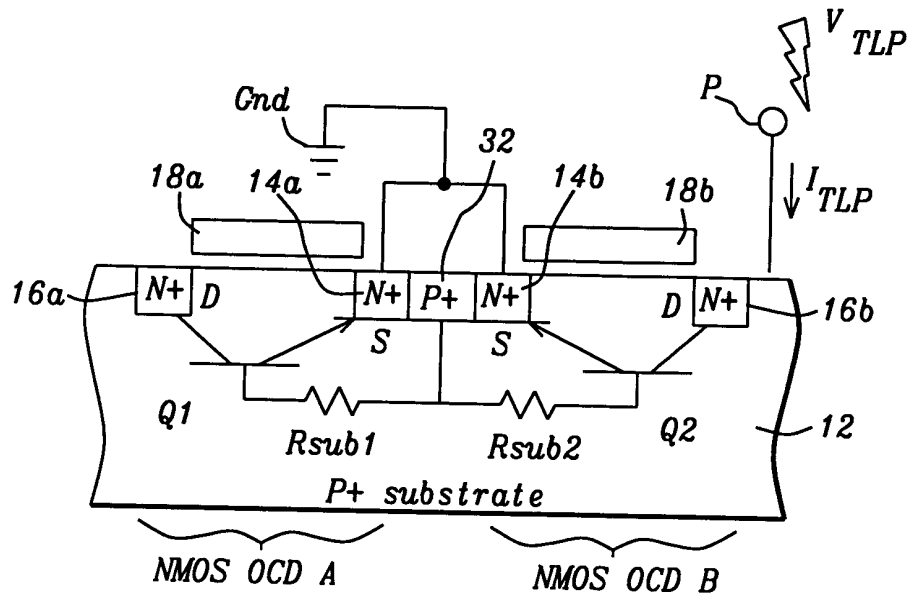 V
TLP
Gnd
P
32
18a
14a
14b
18b
I TLP
16a
N+
D
N+
P+
N+
D
N+
16b
S
S
Q1
Rsub1
Rsub2
Q2
12
P+ substrate
NMOS OCD A
NMOS OCD B